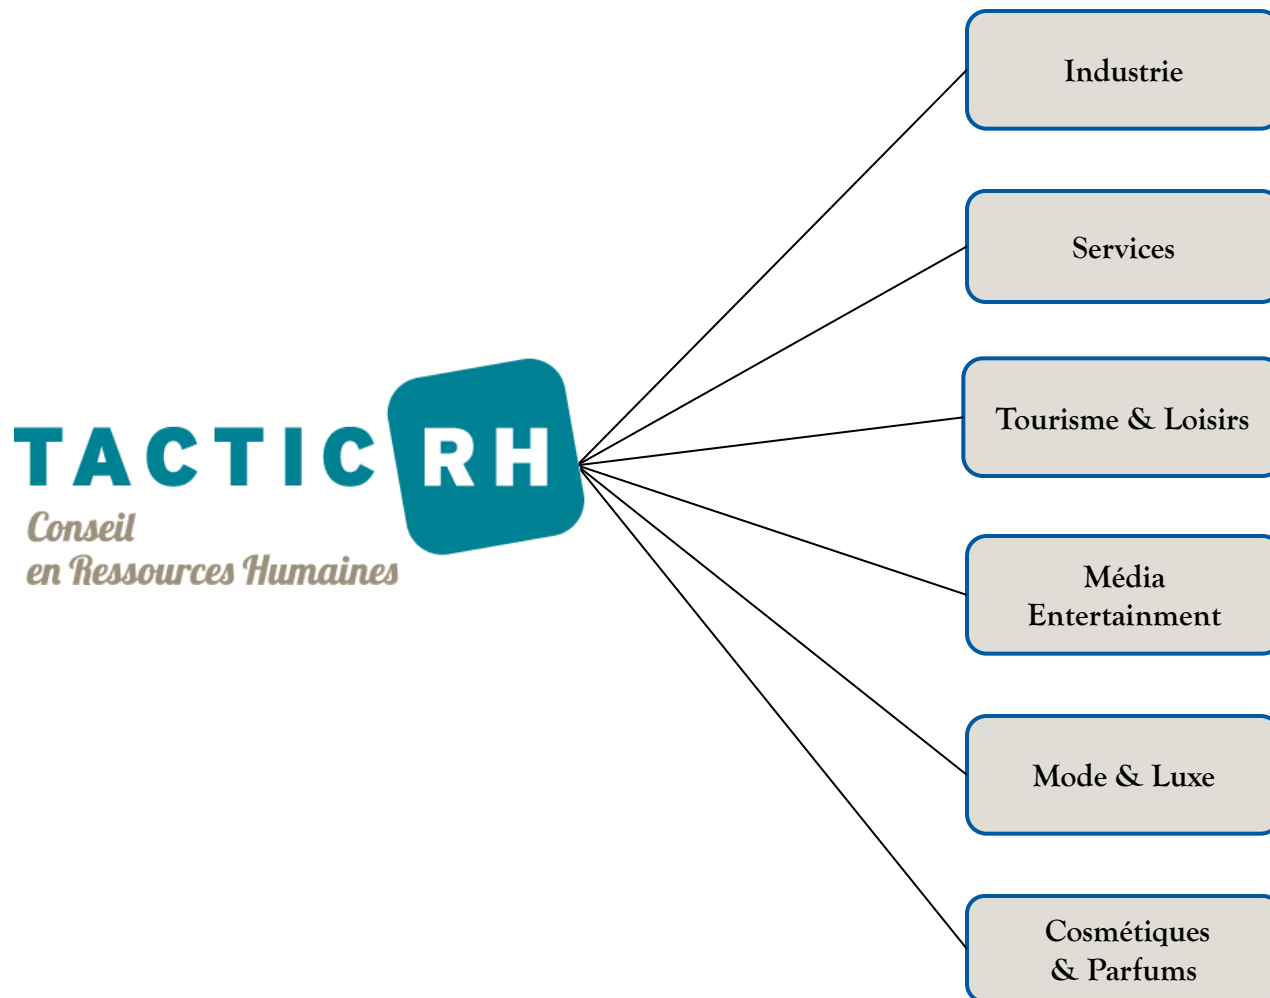 Industrie
Services
Tourisme & Loisirs
TACTIC RH
Conseil
en Ressources Humaines
Média
Entertainment
Mode & Luxe
Cosmétiques
& Parfums